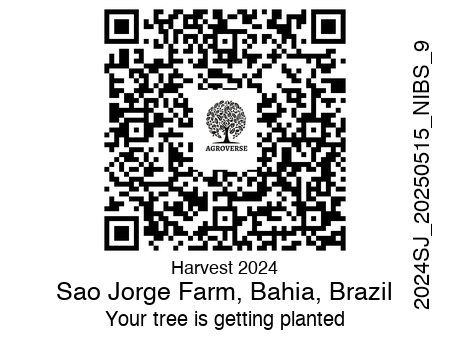 AGROVERSE
Harvest 2024
Sao Jorge Farm, Bahia, Brazil
Your tree is getting planted
2024SJ_20250515_NIBS_9